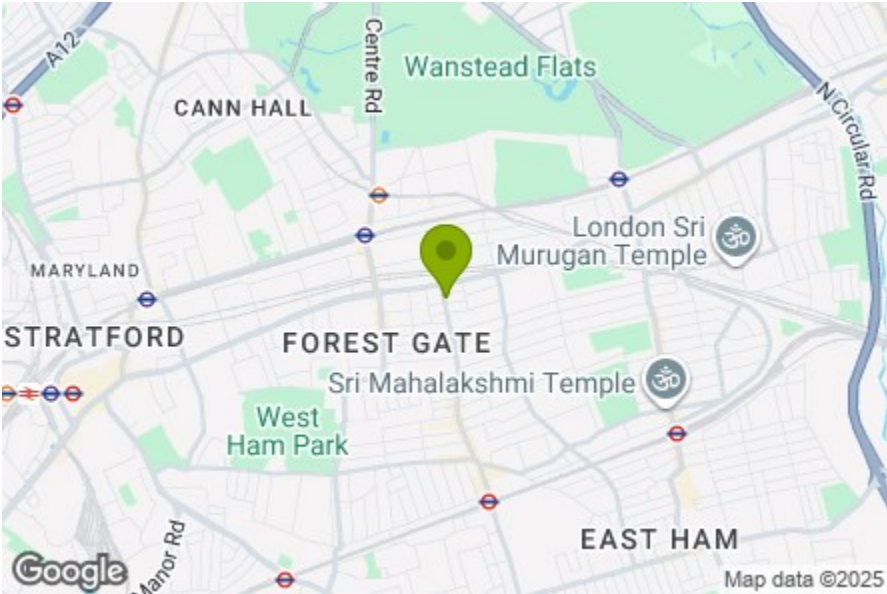 A12
Centre Rd
Wanstead Flats
CANN HALL
N Circular Rd
London Sri
Murugan Temple
MARYLAND
STRATFORD
FOREST GATE
Sri Mahalakshmi Temple
West
Ham Park
EAST HAM
Manor Rd
Google
Map data ©2025